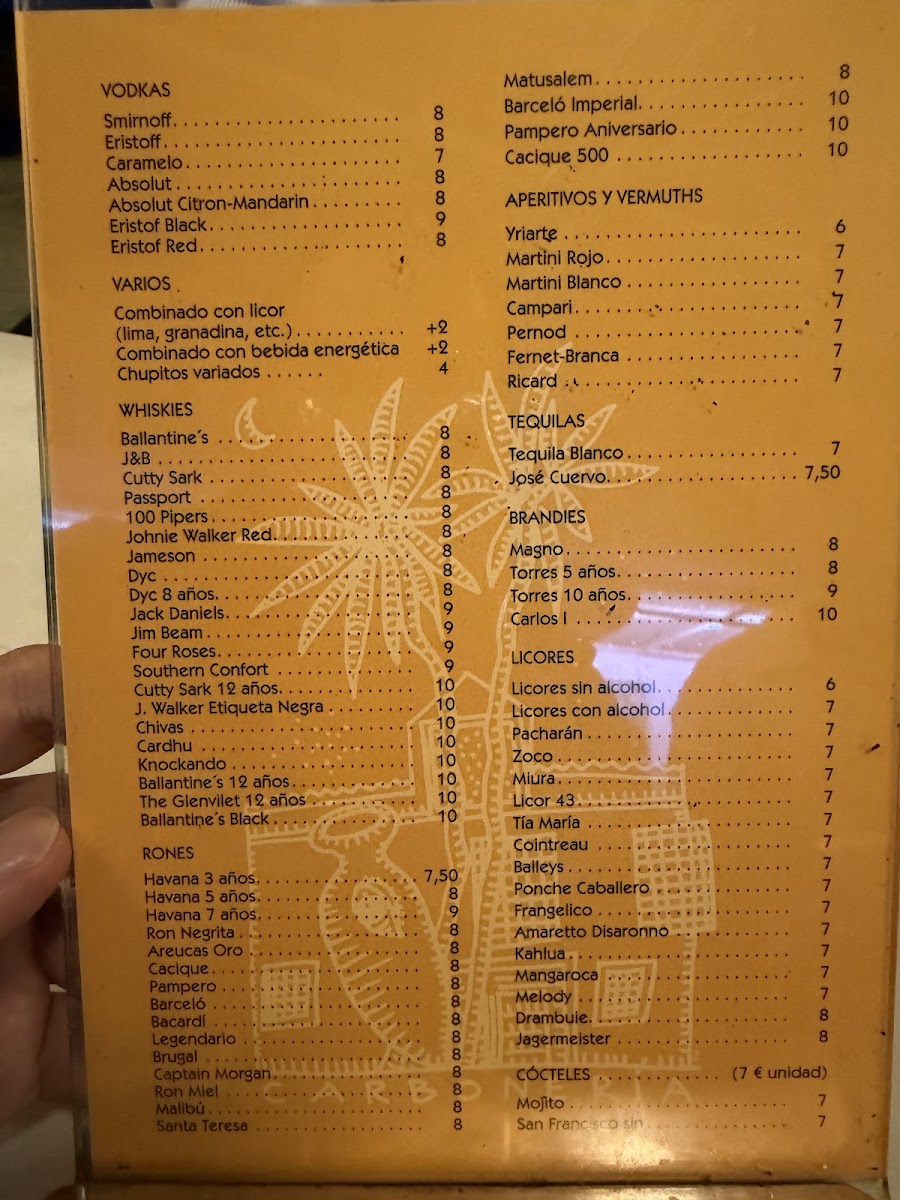 VODKAS
Smirnoff. . . . . . . . . . . . . . . . . . . . . . 8
Eristoff. . . . . . . . . . . . . . . . . . . . . . . 8
Caramelo. . . . . . . . . . . . . . . . . . . . . 7
Absolut . . . . . . . . . . . . . . . . . . . . . . 8
Absolut Citron-Mandarin . . . . . . . . . 8
Eristof Black. . . . . . . . . . . . . . . . . . . 9
Eristof Red. . . . . . . . . . . . . . . . . . . . 8
VARIOS
Combinado con licor
(lima, granadina, etc.) . . . . . . . . . . . +2
Combinado con bebida energética +2
Chupitos variados . . . . . . 4
WHISKIES
Ballantine´s . . . . . . . . . . . . . . . . . . . 8
J&B . . . . . . . . . . . . . . . . . . . . . . . . . 8
Cutty Sark . . . . . . . . . . . . . . . . . . . . 8
Passport . . . . . . . . . . . . . . . . . . . . . 8
100 Pipers. . . . . . . . . . . . . . . . . . . . 8
Johnie Walker Red. . . . . . . . . . . . . . 8
Jameson . . . . . . . . . . . . . . . . . . . . . 8
Dyc . . . . . . . . . . . . . . . . . . . . . . . . . 8
Dyc 8 años. . . . . . . . . . . . . . . . . . . . 8
Jack Daniels. . . . . . . . . . . . . . . . . . . 9
Jim Beam . . . . . . . . . . . . . . . . . . . . 9
Four Roses. . . . . . . . . . . . . . . . . . . . 9
Southern Confort . . . . . . . . . . . . . . . 9
Cutty Sark 12 años. . . . . . . . . . . . . . 10
J. Walker Etiqueta Negra . . . . . . . . . 10
Chivas . . . . . . . . . . . . . . . . . . . . . . . 10
Cardhu . . . . . . . . . . . . . . . . . . . . . . 10
Knockando . . . . . . . . . . . . . . . . . . . 10
Ballantine´s 12 años. . . . . . . . . . . . . 10
The Glenvilet 12 años . . . . . . . . . . . 10
Ballantine´s Black . . . . . . . . . . . . . . . 10
RONES
Havana 3 años. . . . . . . . . . . . . . . . 7,50
Havana 5 años. . . . . . . . . . . . . . . . . 8
Havana 7 años. . . . . . . . . . . . . . . . . 9
Ron Negrita . . . . . . . . . . . . . . . . . . . 8
Areucas Oro . . . . . . . . . . . . . . . . . . 8
Cacique. . . . . . . . . . . . . . . . . . . . . . 8
Pampero . . . . . . . . . . . . . . . . . . . . . 8
Barceló . . . . . . . . . . . . . . . . . . . . . . 8
Bacardí . . . . . . . . . . . . . . . . . . . . . . 8
Legendario . . . . . . . . . . . . . . . . . . . 8
Brugal . . . . . . . . . . . . . . . . . . . . . . . 8
Captain Morgan. . . . . . . . . . . . . . . . 8
Ron Miel . . . . . . . . . . . . . . . . . . . . . 8
Malibú . . . . . . . . . . . . . . . . . . . . . . . 8
Santa Teresa . . . . . . . . . . . . . . . . . . 8
Matusalem. . . . . . . . . . . . . . . . . . . . 8
Barceló Imperial. . . . . . . . . . . . . . . . 10
Pampero Aniversario . . . . . . . . . . . . 10
Cacique 500 . . . . . . . . . . . . . . . . . . 10
APERITIVOS Y VERMUTHS
Yriarte . . . . . . . . . . . . . . . . . . . . . . . 6
Martini Rojo. . . . . . . . . . . . . . . . . . . 7
Martini Blanco . . . . . . . . . . . . . . . . . 7
Campari. . . . . . . . . . . . . . . . . . . . . . 7
Pernod . . . . . . . . . . . . . . . . . . . . . . 7
Fernet-Branca . . . . . . . . . . . . . . . . . 7
Ricard . . . . . . . . . . . . . . . . . . . . . . . 7
TEQUILAS
Tequila Blanco. . . . . . . . . . . . . . . . . 7
José Cuervo. . . . . . . . . . . . . . . . . . . 7,50
BRANDIES
Magno. . . . . . . . . . . . . . . . . . . . . . . 8
Torres 5 años. . . . . . . . . . . . . . . . . . 8
Torres 10 años. . . . . . . . . . . . . . . . . 9
Carlos I . . . . . . . . . . . . . . . . . . . . . . 10
LICORES
Licores sin alcohol. . . . . . . . . . . . . . 6
Licores con alcohol. . . . . . . . . . . . . . 7
Pacharán . . . . . . . . . . . . . . . . . . . . . 7
Zoco . . . . . . . . . . . . . . . . . . . . . . . . 7
Miura. . . . . . . . . . . . . . . . . . . . . . . . 7
Licor 43. . . . . . . . . . . . . . . . . . . . . . 7
Tía María . . . . . . . . . . . . . . . . . . . . . 7
Cointreau . . . . . . . . . . . . . . . . . . . . 7
Baileys . . . . . . . . . . . . . . . . . . . . . . . 7
Ponche Caballero . . . . . . . . . . . . . . 7
Frangelico . . . . . . . . . . . . . . . . . . . . 7
Amaretto Disaronno . . . . . . . . . . . . 7
Kahlua. . . . . . . . . . . . . . . . . . . . . . . 7
Mangaroca . . . . . . . . . . . . . . . . . . . 7
Melody . . . . . . . . . . . . . . . . . . . . . . 7
Drambuie. . . . . . . . . . . . . . . . . . . . . 8
Jagermeister . . . . . . . . . . . . . . . . . . 8
CÓCTELES . . . . . . . . . . . . (7 € unidad)
Mojito . . . . . . . . . . . . . . . . . . . . . . . 7
San Francisco sin . . . . . . . . . . . . . . . 7